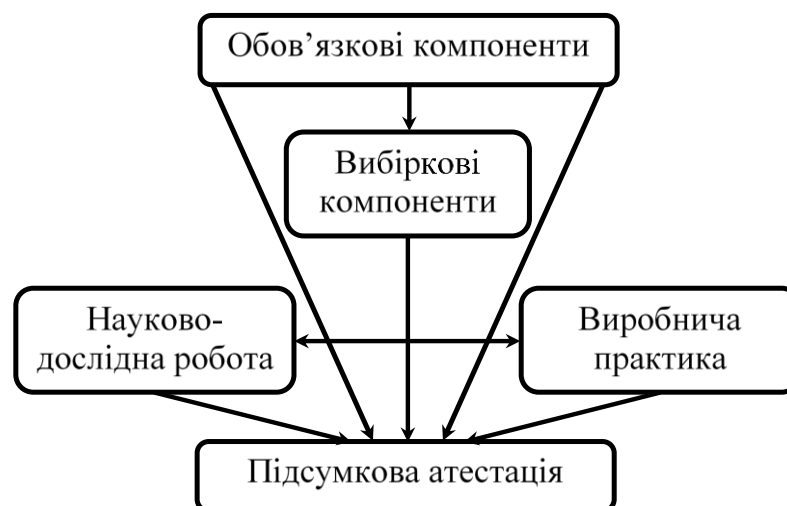 Обов’язкові компоненти
Вибіркові
компоненти
Науково-
дослідна робота
Виробнича
практика
Підсумкова атестація